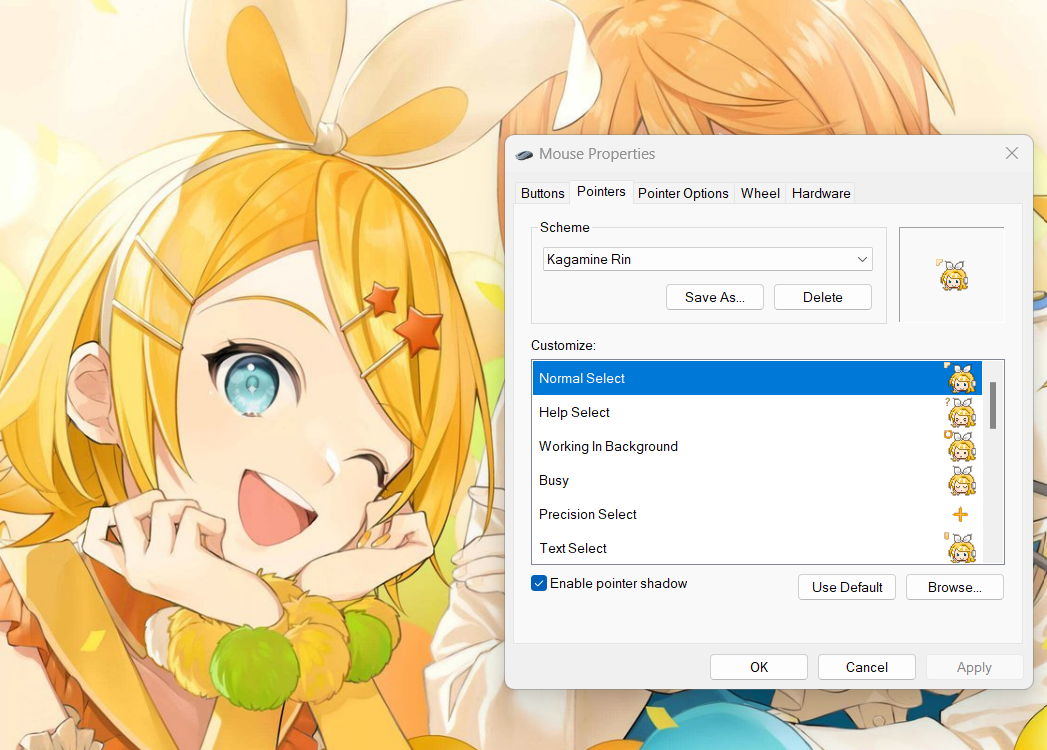 Mouse Properties
Buttons Pointers Pointer Options Wheel Hardware
Scheme
Kagamine Rin
Save As... Delete
Customize:
Normal Select
Help Select
Working In Background
Busy
Precision Select
Text Select
Enable pointer shadow
Use Default Browse...
OK Cancel Apply